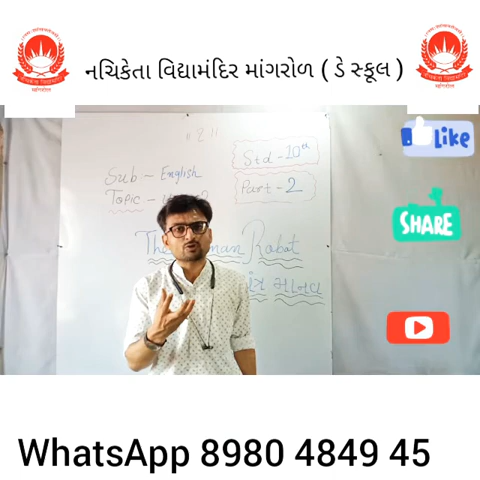 નચિકેતા વિદ્યામંદિર માંગરોળ ( ડે સ્કૂલ )
"2"
Std - 10th
Sub ~ English
Part - 2
Topic -
The Human Robot
માનવ
Like
SHARE
WhatsApp 8980 4849 45